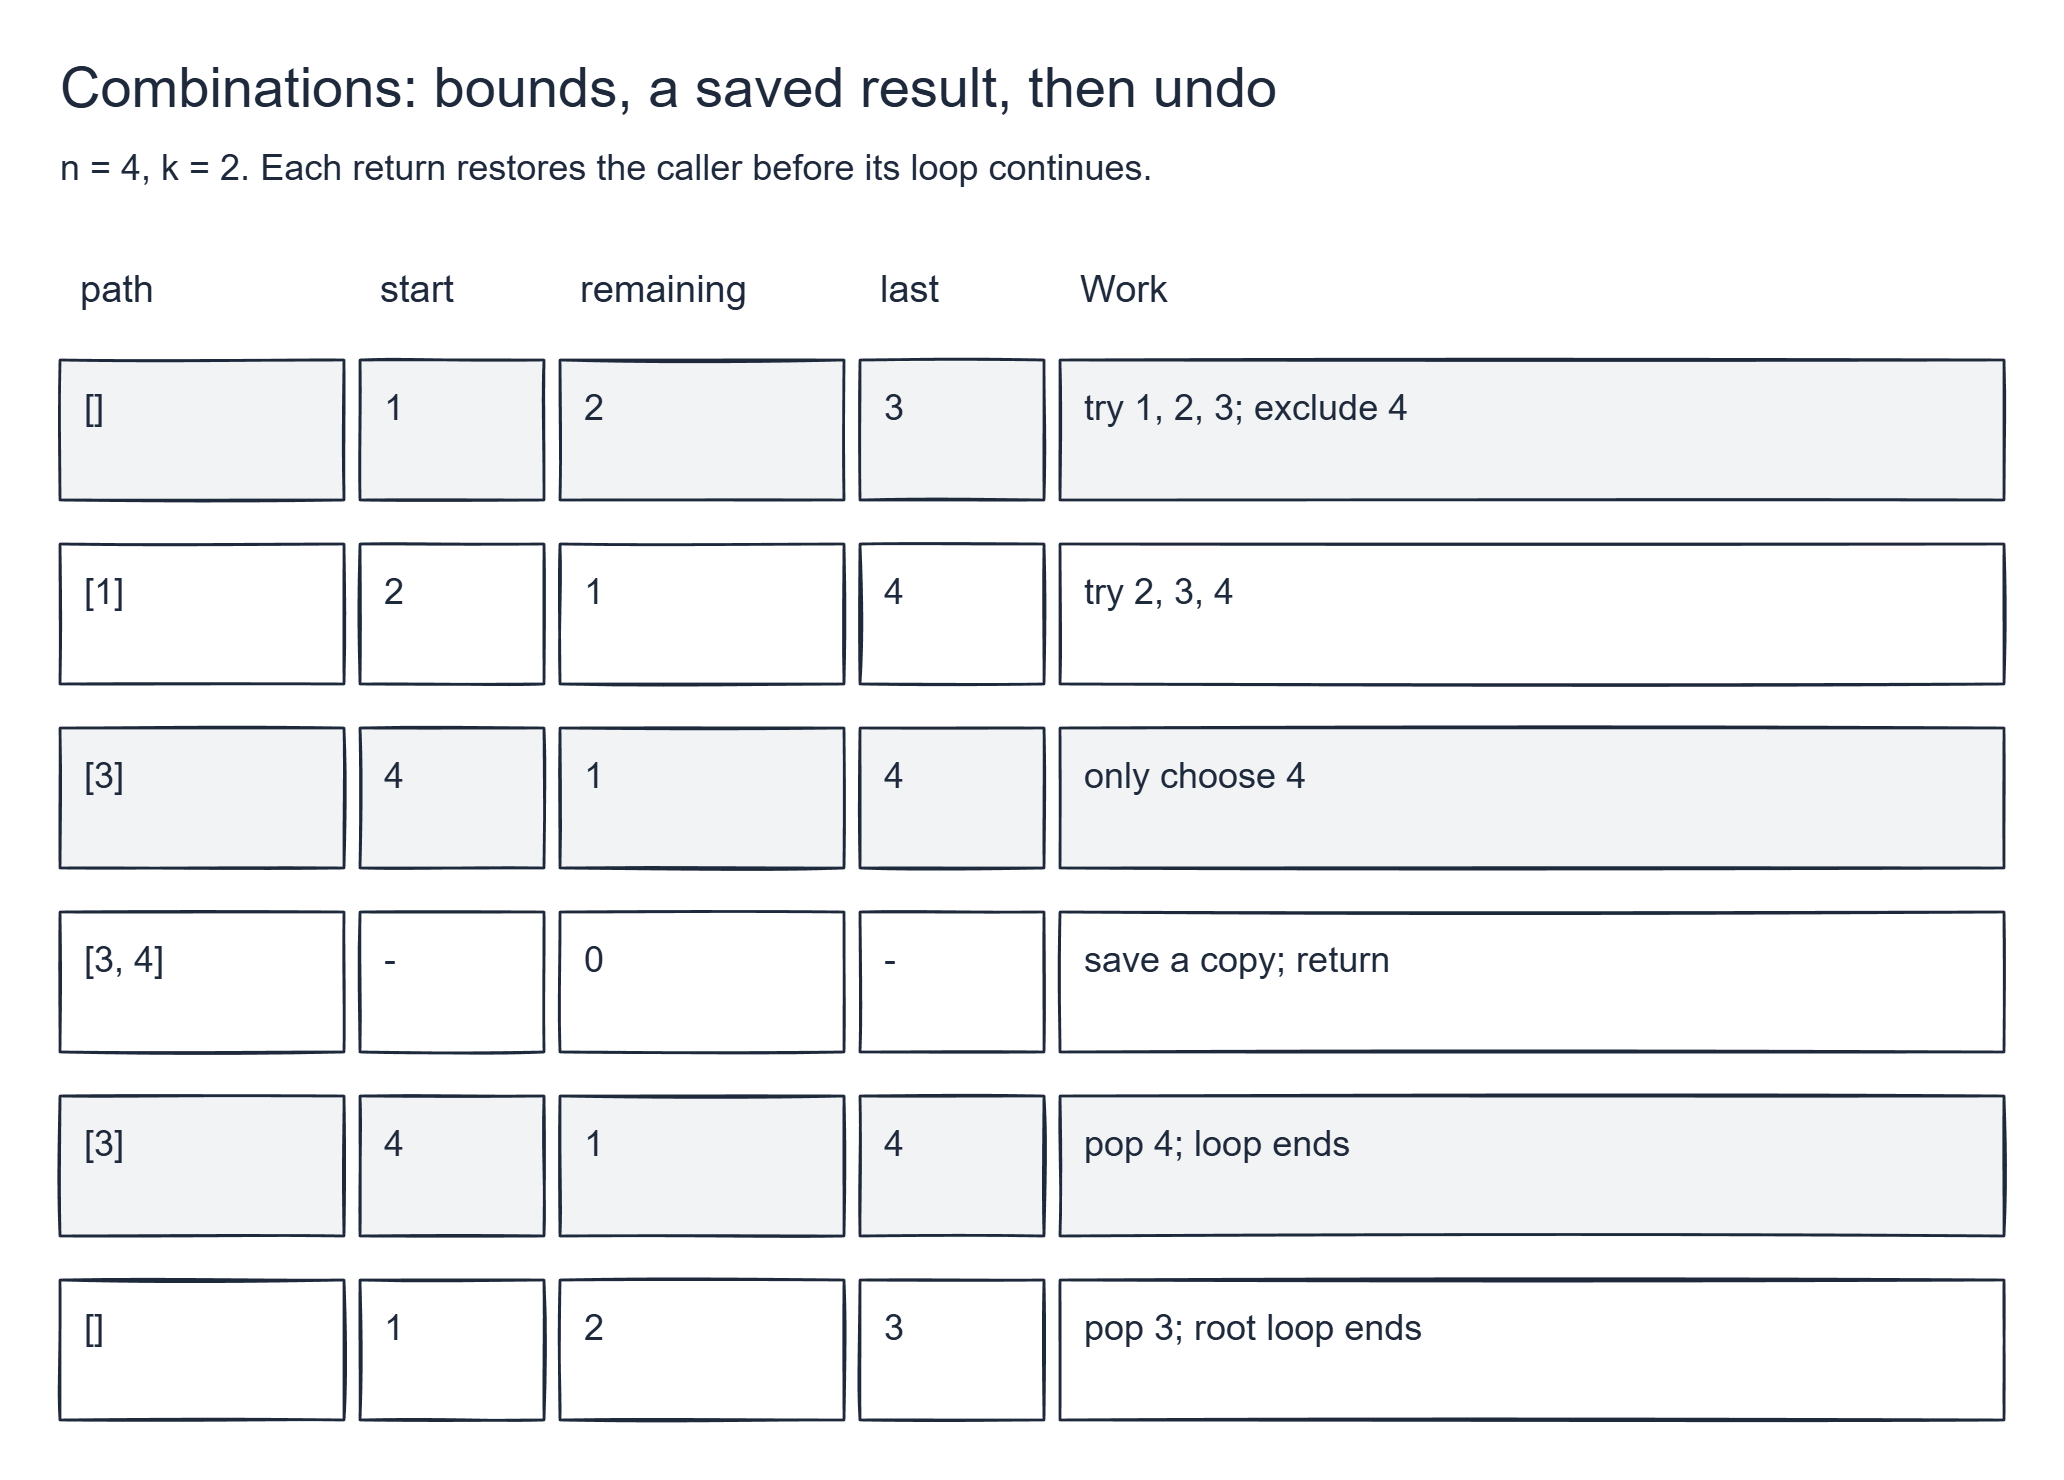 Combinations: bounds, a saved result, then undo
n = 4, k = 2. Each return restores the caller before its loop continues.
path start remaining last Work
[] 1 2 3 try 1, 2, 3; exclude 4
[1] 2 1 4 try 2, 3, 4
[3] 4 1 4 only choose 4
[3, 4] - 0 - save a copy; return
[3] 4 1 4 pop 4; loop ends
[] 1 2 3 pop 3; root loop ends